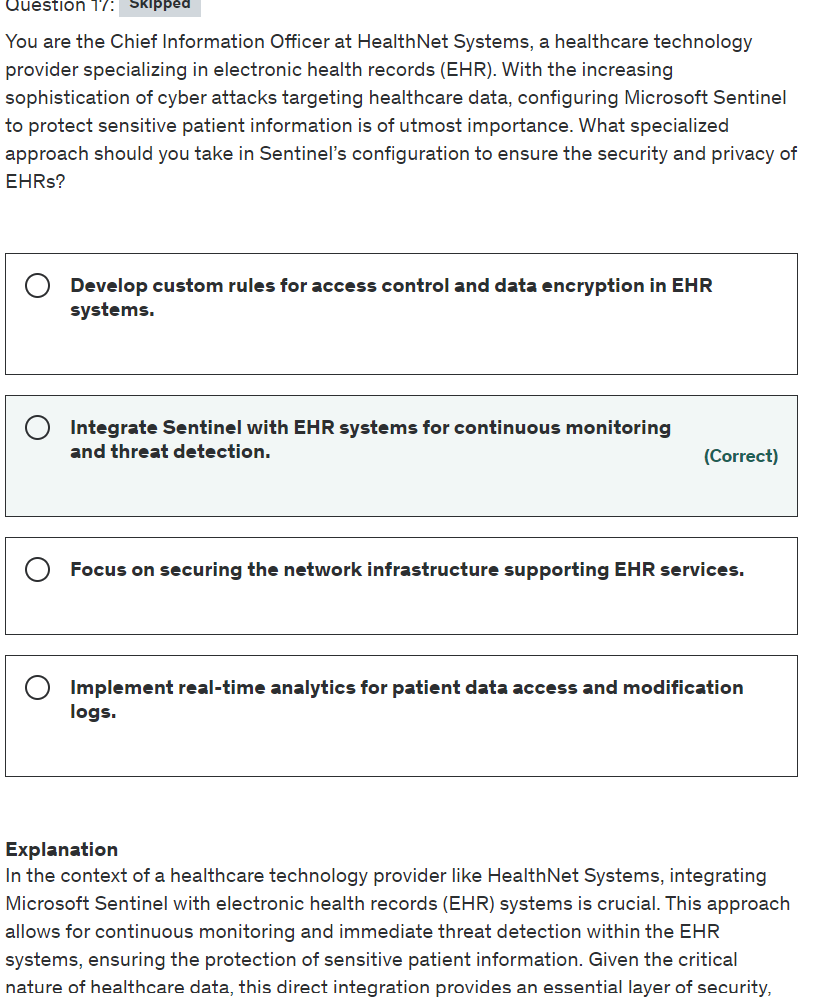 Question 17: Skipped
You are the Chief Information Officer at HealthNet Systems, a healthcare technology
provider specializing in electronic health records (EHR). With the increasing
sophistication of cyber attacks targeting healthcare data, configuring Microsoft Sentinel
to protect sensitive patient information is of utmost importance. What specialized
approach should you take in Sentinel's configuration to ensure the security and privacy of
EHRs?
Develop custom rules for access control and data encryption in EHR
systems.
Integrate Sentinel with EHR systems for continuous monitoring
and threat detection.
(Correct)
Focus on securing the network infrastructure supporting EHR services.
Implement real-time analytics for patient data access and modification
logs.
Explanation
In the context of a healthcare technology provider like HealthNet Systems, integrating
Microsoft Sentinel with electronic health records (EHR) systems is crucial. This approach
allows for continuous monitoring and immediate threat detection within the EHR
systems, ensuring the protection of sensitive patient information. Given the critical
nature of healthcare data, this direct integration provides an essential layer of security,